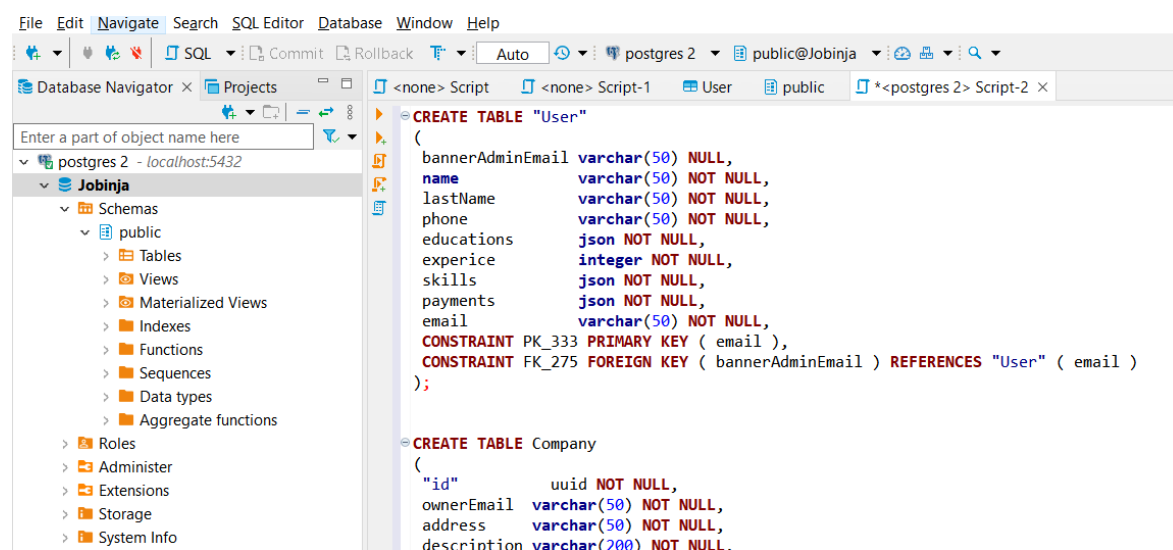 File Edit Navigate Search SQL Editor Database Window Help
SQL Commit Rollback Auto postgres 2 public@Jobinja
Database Navigator Projects <none> Script <none> Script-1 User public *<postgres 2> Script-2
Enter a part of object name here
postgres 2 - localhost:5432
Jobinja
Schemas
public
Tables
Views
Materialized Views
Indexes
Functions
Sequences
Data types
Aggregate functions
Roles
Administer
Extensions
Storage
System Info
CREATE TABLE "User"
(
bannerAdminEmail varchar(50) NULL,
name varchar(50) NOT NULL,
lastName varchar(50) NOT NULL,
phone varchar(50) NOT NULL,
educations json NOT NULL,
experice integer NOT NULL,
skills json NOT NULL,
payments json NOT NULL,
email varchar(50) NOT NULL,
CONSTRAINT PK_333 PRIMARY KEY ( email ),
CONSTRAINT FK_275 FOREIGN KEY ( bannerAdminEmail ) REFERENCES "User" ( email )
);
CREATE TABLE Company
(
"id" uuid NOT NULL,
ownerEmail varchar(50) NOT NULL,
address varchar(50) NOT NULL,
description varchar(200) NOT NULL,